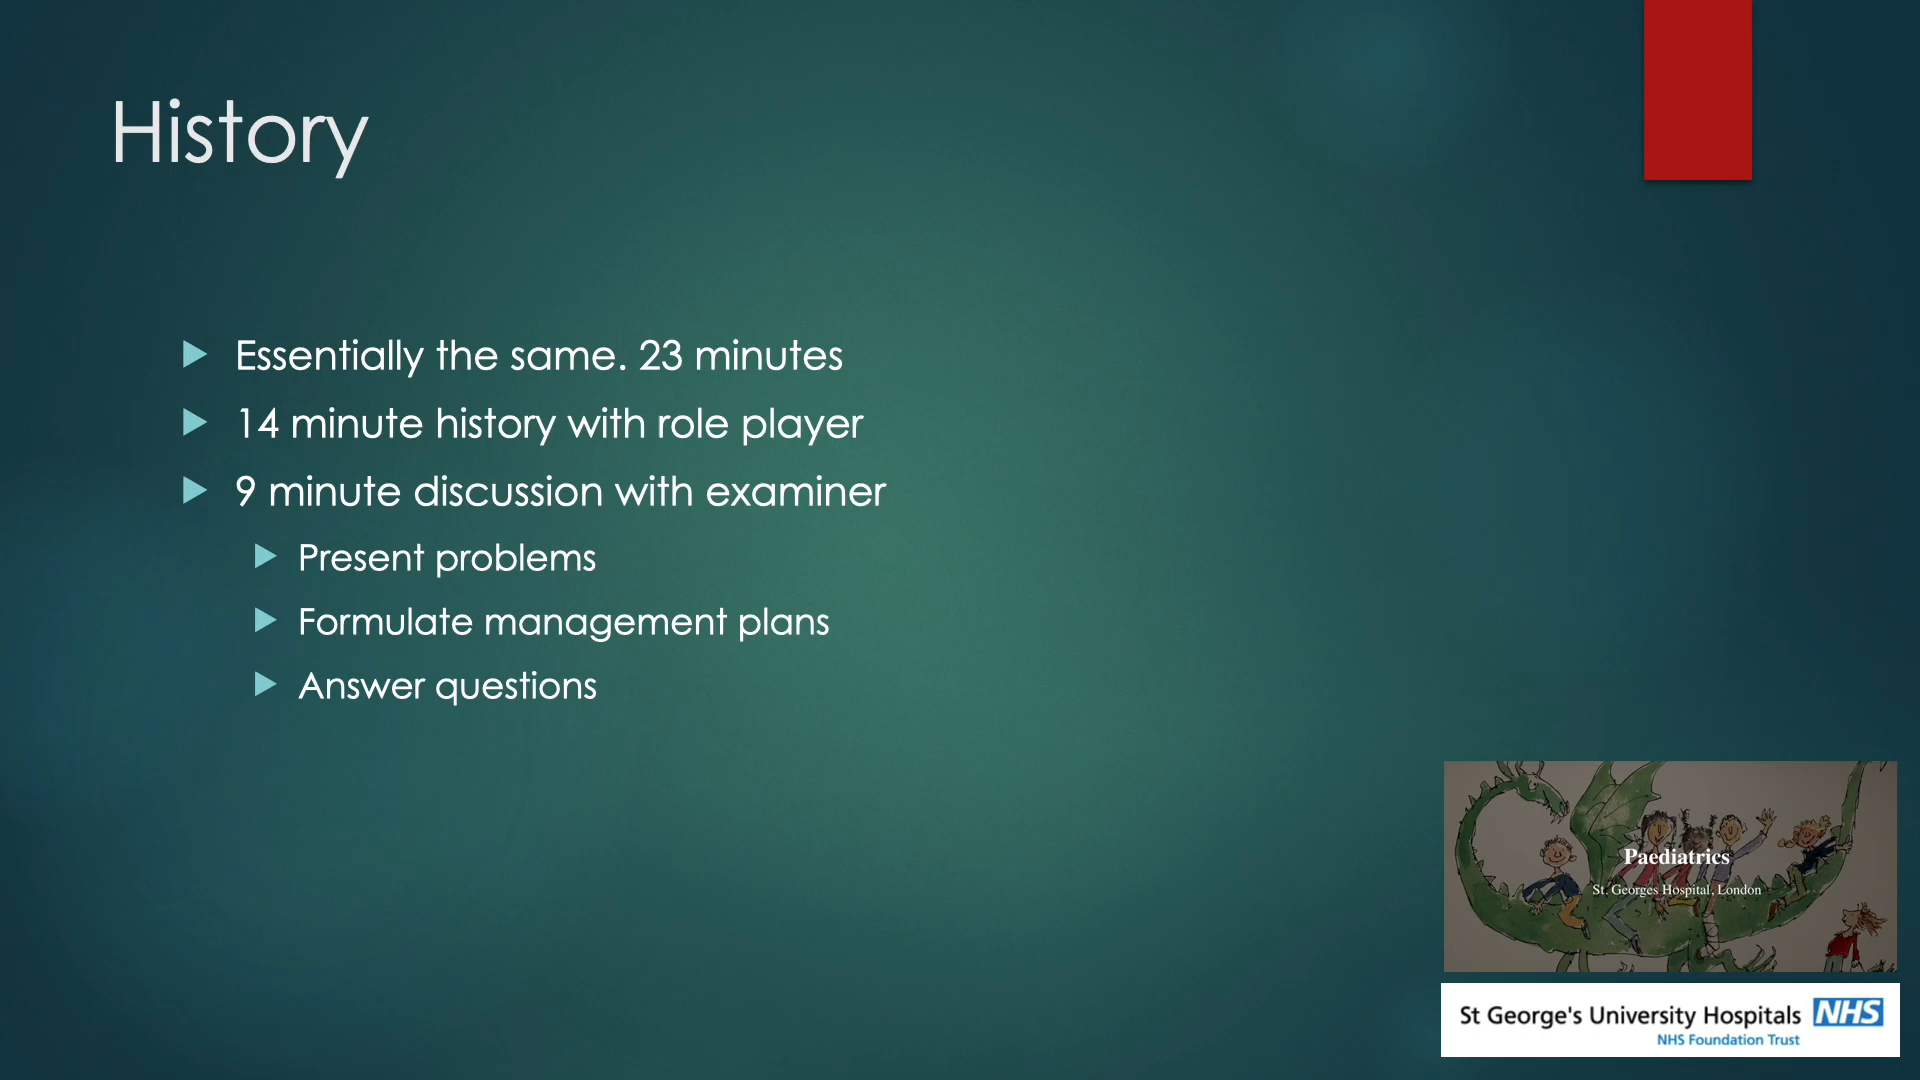 History
Essentially the same. 23 minutes
14 minute history with role player
9 minute discussion with examiner
Present problems
Formulate management plans
Answer questions
Paediatrics
St. Georges Hospital, London
St George's University Hospitals NHS
NHS Foundation Trust